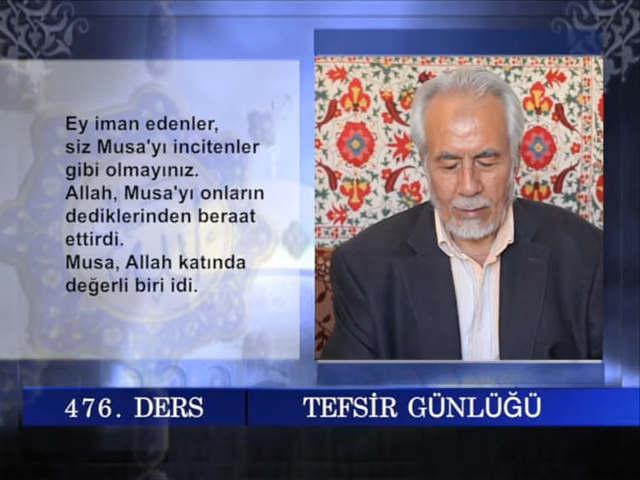 Ey iman edenler,
siz Musa'yı incitenler
gibi olmayınız.
Allah, Musa'yı onların
dediklerinden beraat
ettirdi.
Musa, Allah katında
değerli biri idi.
476. DERS
TEFSİR GÜNLÜĞÜ